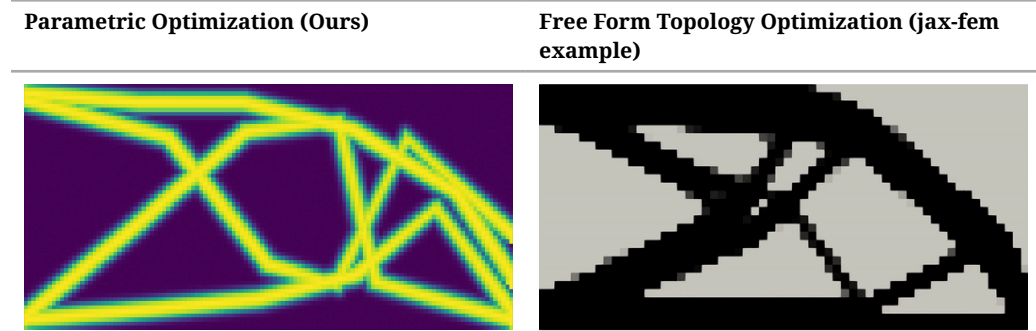 Parametric Optimization (Ours)
Free Form Topology Optimization (jax-fem
example)